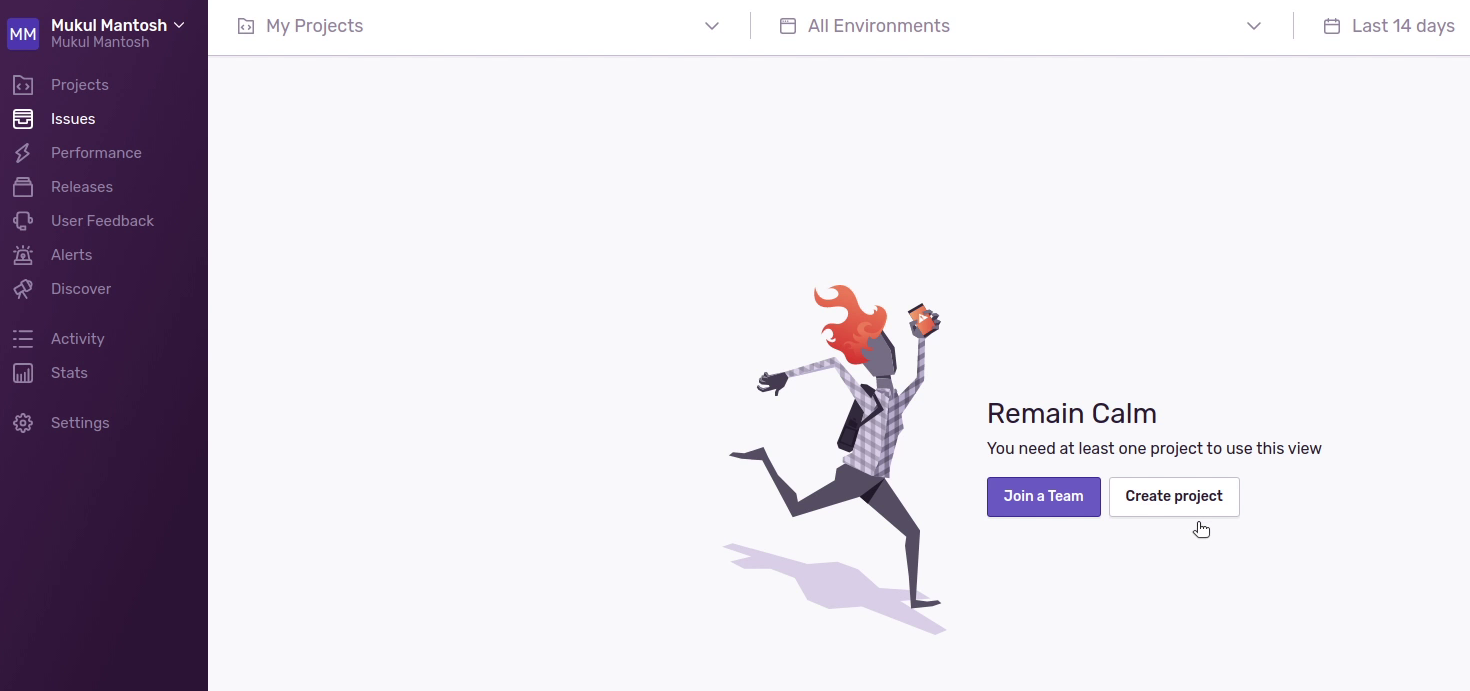 MM
Mukul Mantosh
Mukul Mantosh
Projects
Issues
Performance
Releases
User Feedback
Alerts
Discover
Activity
Stats
Settings
My Projects
All Environments
Last 14 days
Remain Calm
You need at least one project to use this view
Join a Team
Create project